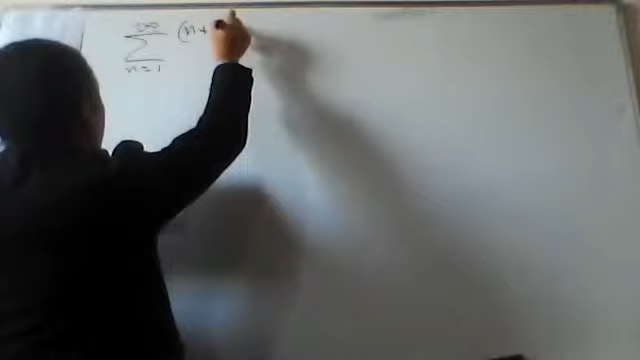 ∞
∑ (n+
n=1